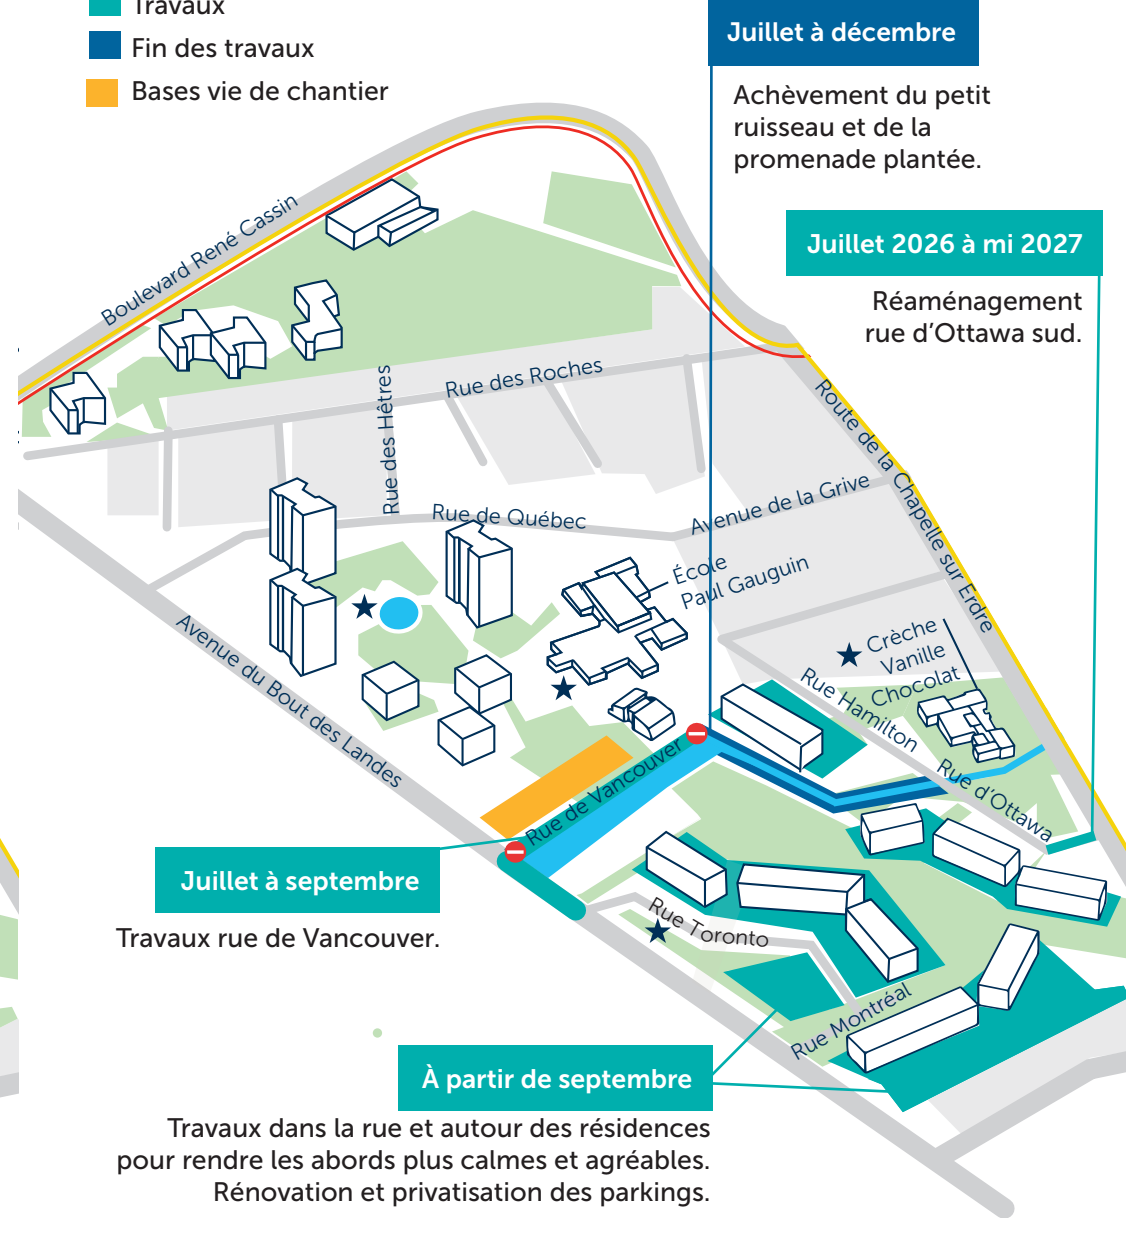 Travaux
Fin des travaux
Bases vie de chantier
Juillet à décembre
Achèvement du petit
ruisseau et de la
promenade plantée.
Juillet 2026 à mi 2027
Réaménagement
rue d'Ottawa sud.
Boulevard René Cassin
Rue des Roches
Rue des Hêtres
Route de la Chapelle sur Erdre
Avenue de la Grive
Rue de Québec
École
Paul Gauguin
Crèche
Vanille
Chocolat
Avenue du Bout des Landes
Rue Hamilton
Rue d'Ottawa
Rue de Vancouver
Juillet à septembre
Travaux rue de Vancouver.
Rue Toronto
Rue Montréal
À partir de septembre
Travaux dans la rue et autour des résidences
pour rendre les abords plus calmes et agréables.
Rénovation et privatisation des parkings.